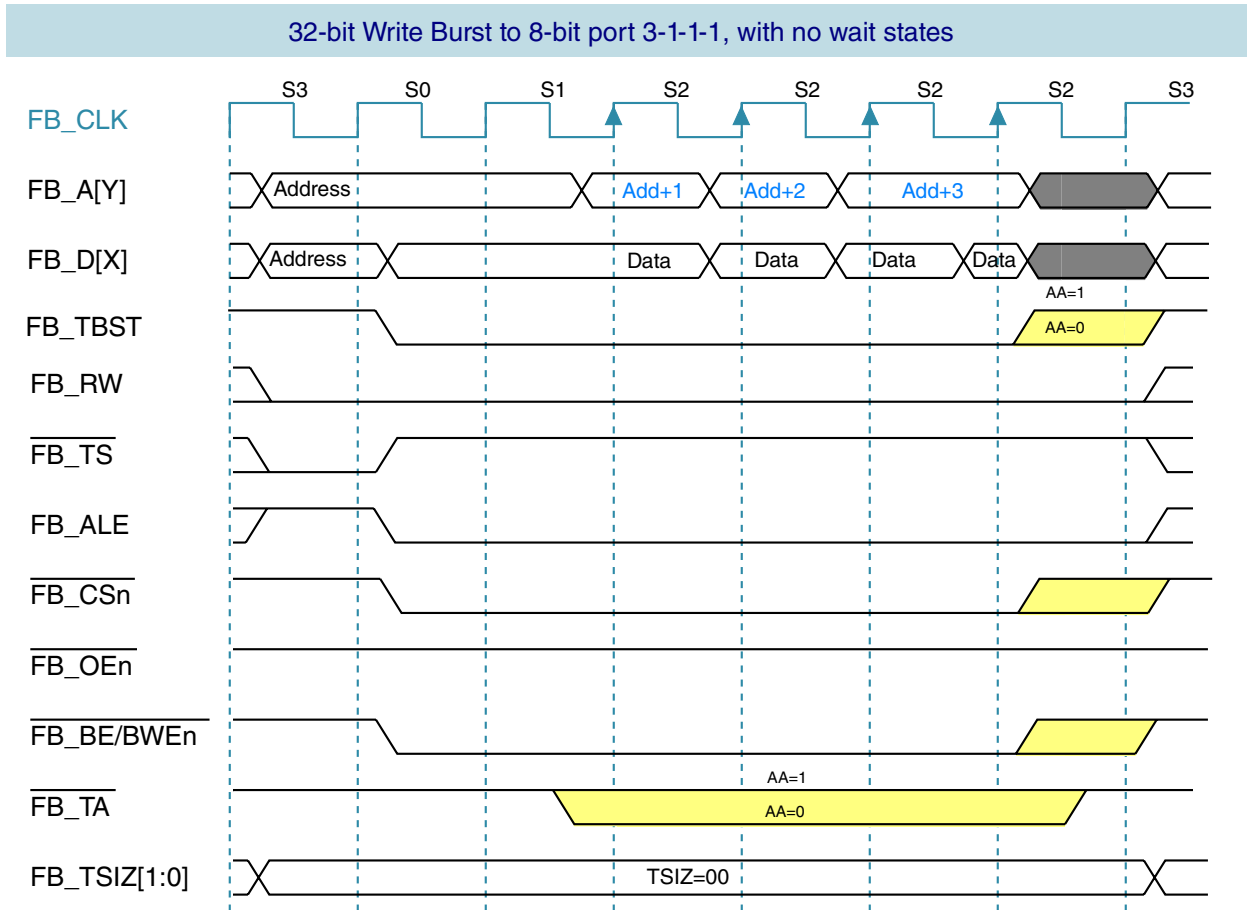 32-bit Write Burst to 8-bit port 3-1-1-1, with no wait states
S3 S0 S1 S2 S2 S2 S2 S3
FB_CLK
FB_A[Y] Address Add+1 Add+2 Add+3
FB_D[X] Address Data Data Data Data
AA=1
FB_TBST AA=0
FB_RW
FB_TS
FB_ALE
FB_CSn
FB_OEn
FB_BE/BWEn
AA=1
FB_TA AA=0
FB_TSIZ[1:0] TSIZ=00